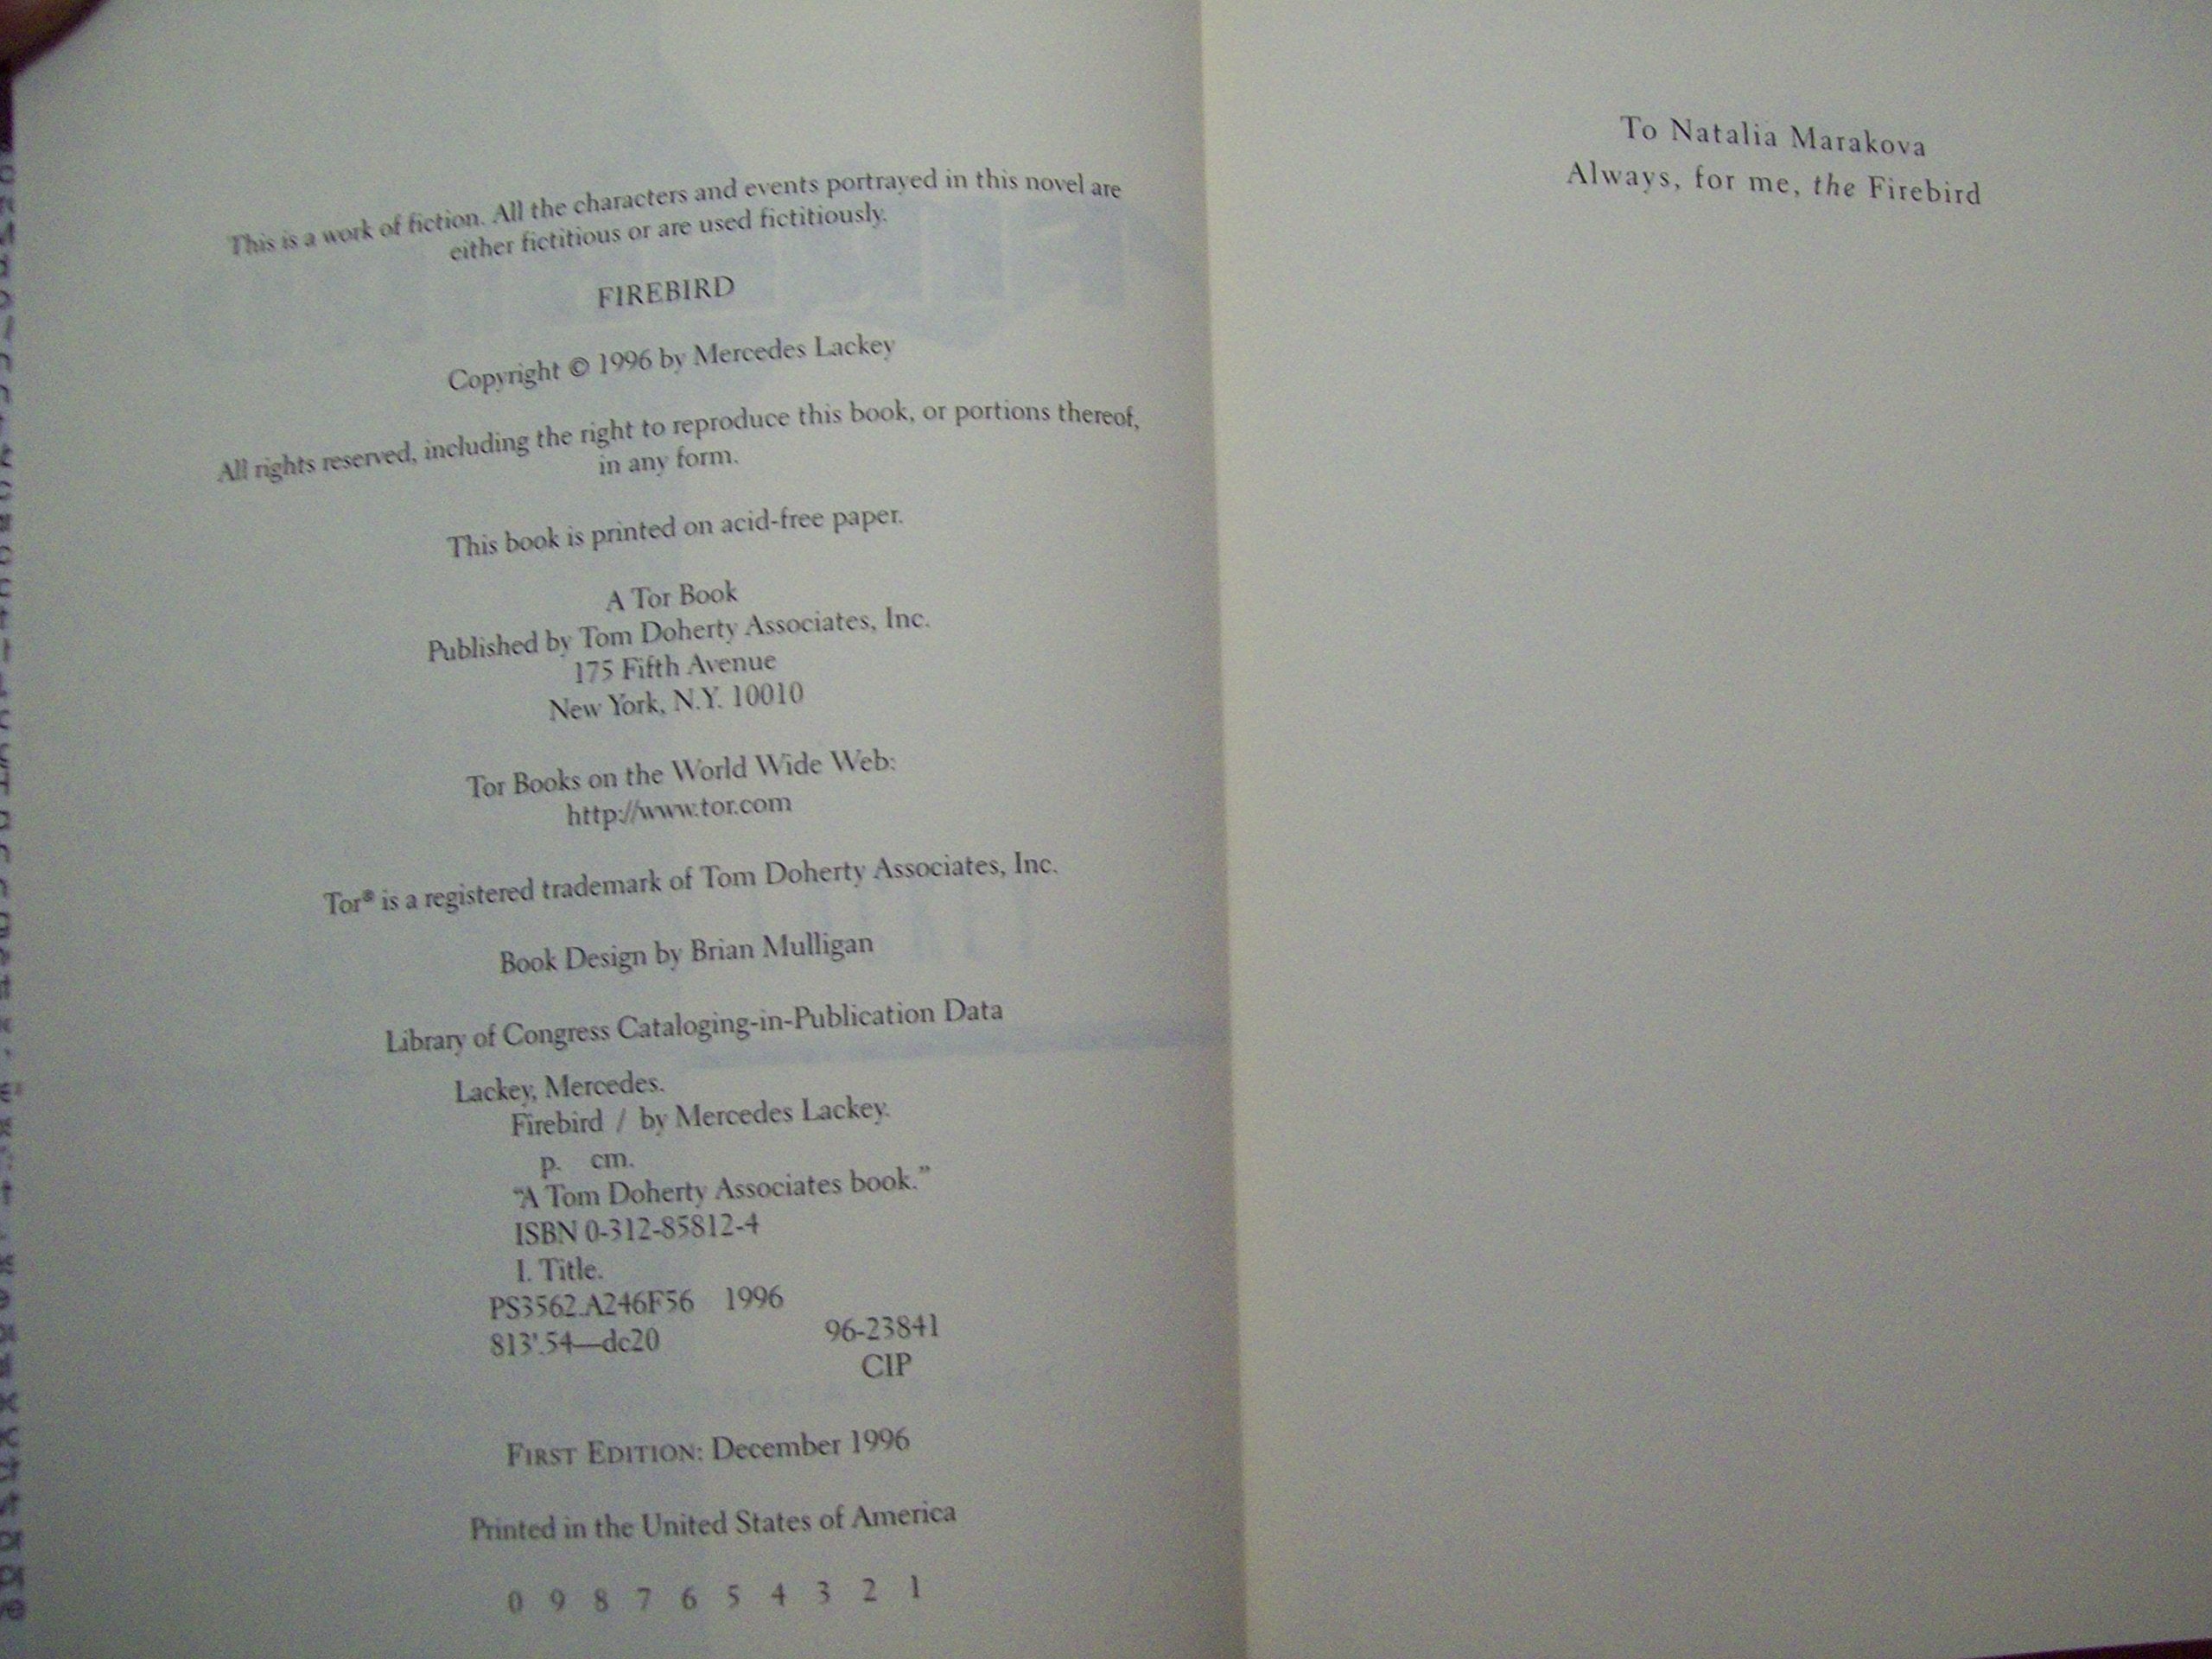 This is a work of fiction. All the characters and events portrayed in this novel are
either fictitious or are used fictitiously.
FIREBIRD
Copyright © 1996 by Mercedes Lackey
All rights reserved, including the right to reproduce this book, or portions thereof,
in any form.
This book is printed on acid-free paper.
A Tor Book
Published by Tom Doherty Associates, Inc.
175 Fifth Avenue
New York, N.Y. 10010
Tor Books on the World Wide Web:
http://www.tor.com
Tor® is a registered trademark of Tom Doherty Associates, Inc.
Book Design by Brian Mulligan
Library of Congress Cataloging-in-Publication Data
Lackey, Mercedes.
Firebird / by Mercedes Lackey.
p. cm.
"A Tom Doherty Associates book."
ISBN 0-312-85812-4
I. Title.
PS3562.A246F56 1996
813'.54—dc20
96-23841
CIP
FIRST EDITION: December 1996
Printed in the United States of America
0 9 8 7 6 5 4 3 2 1
To Natalia Marakova
Always, for me, the Firebird